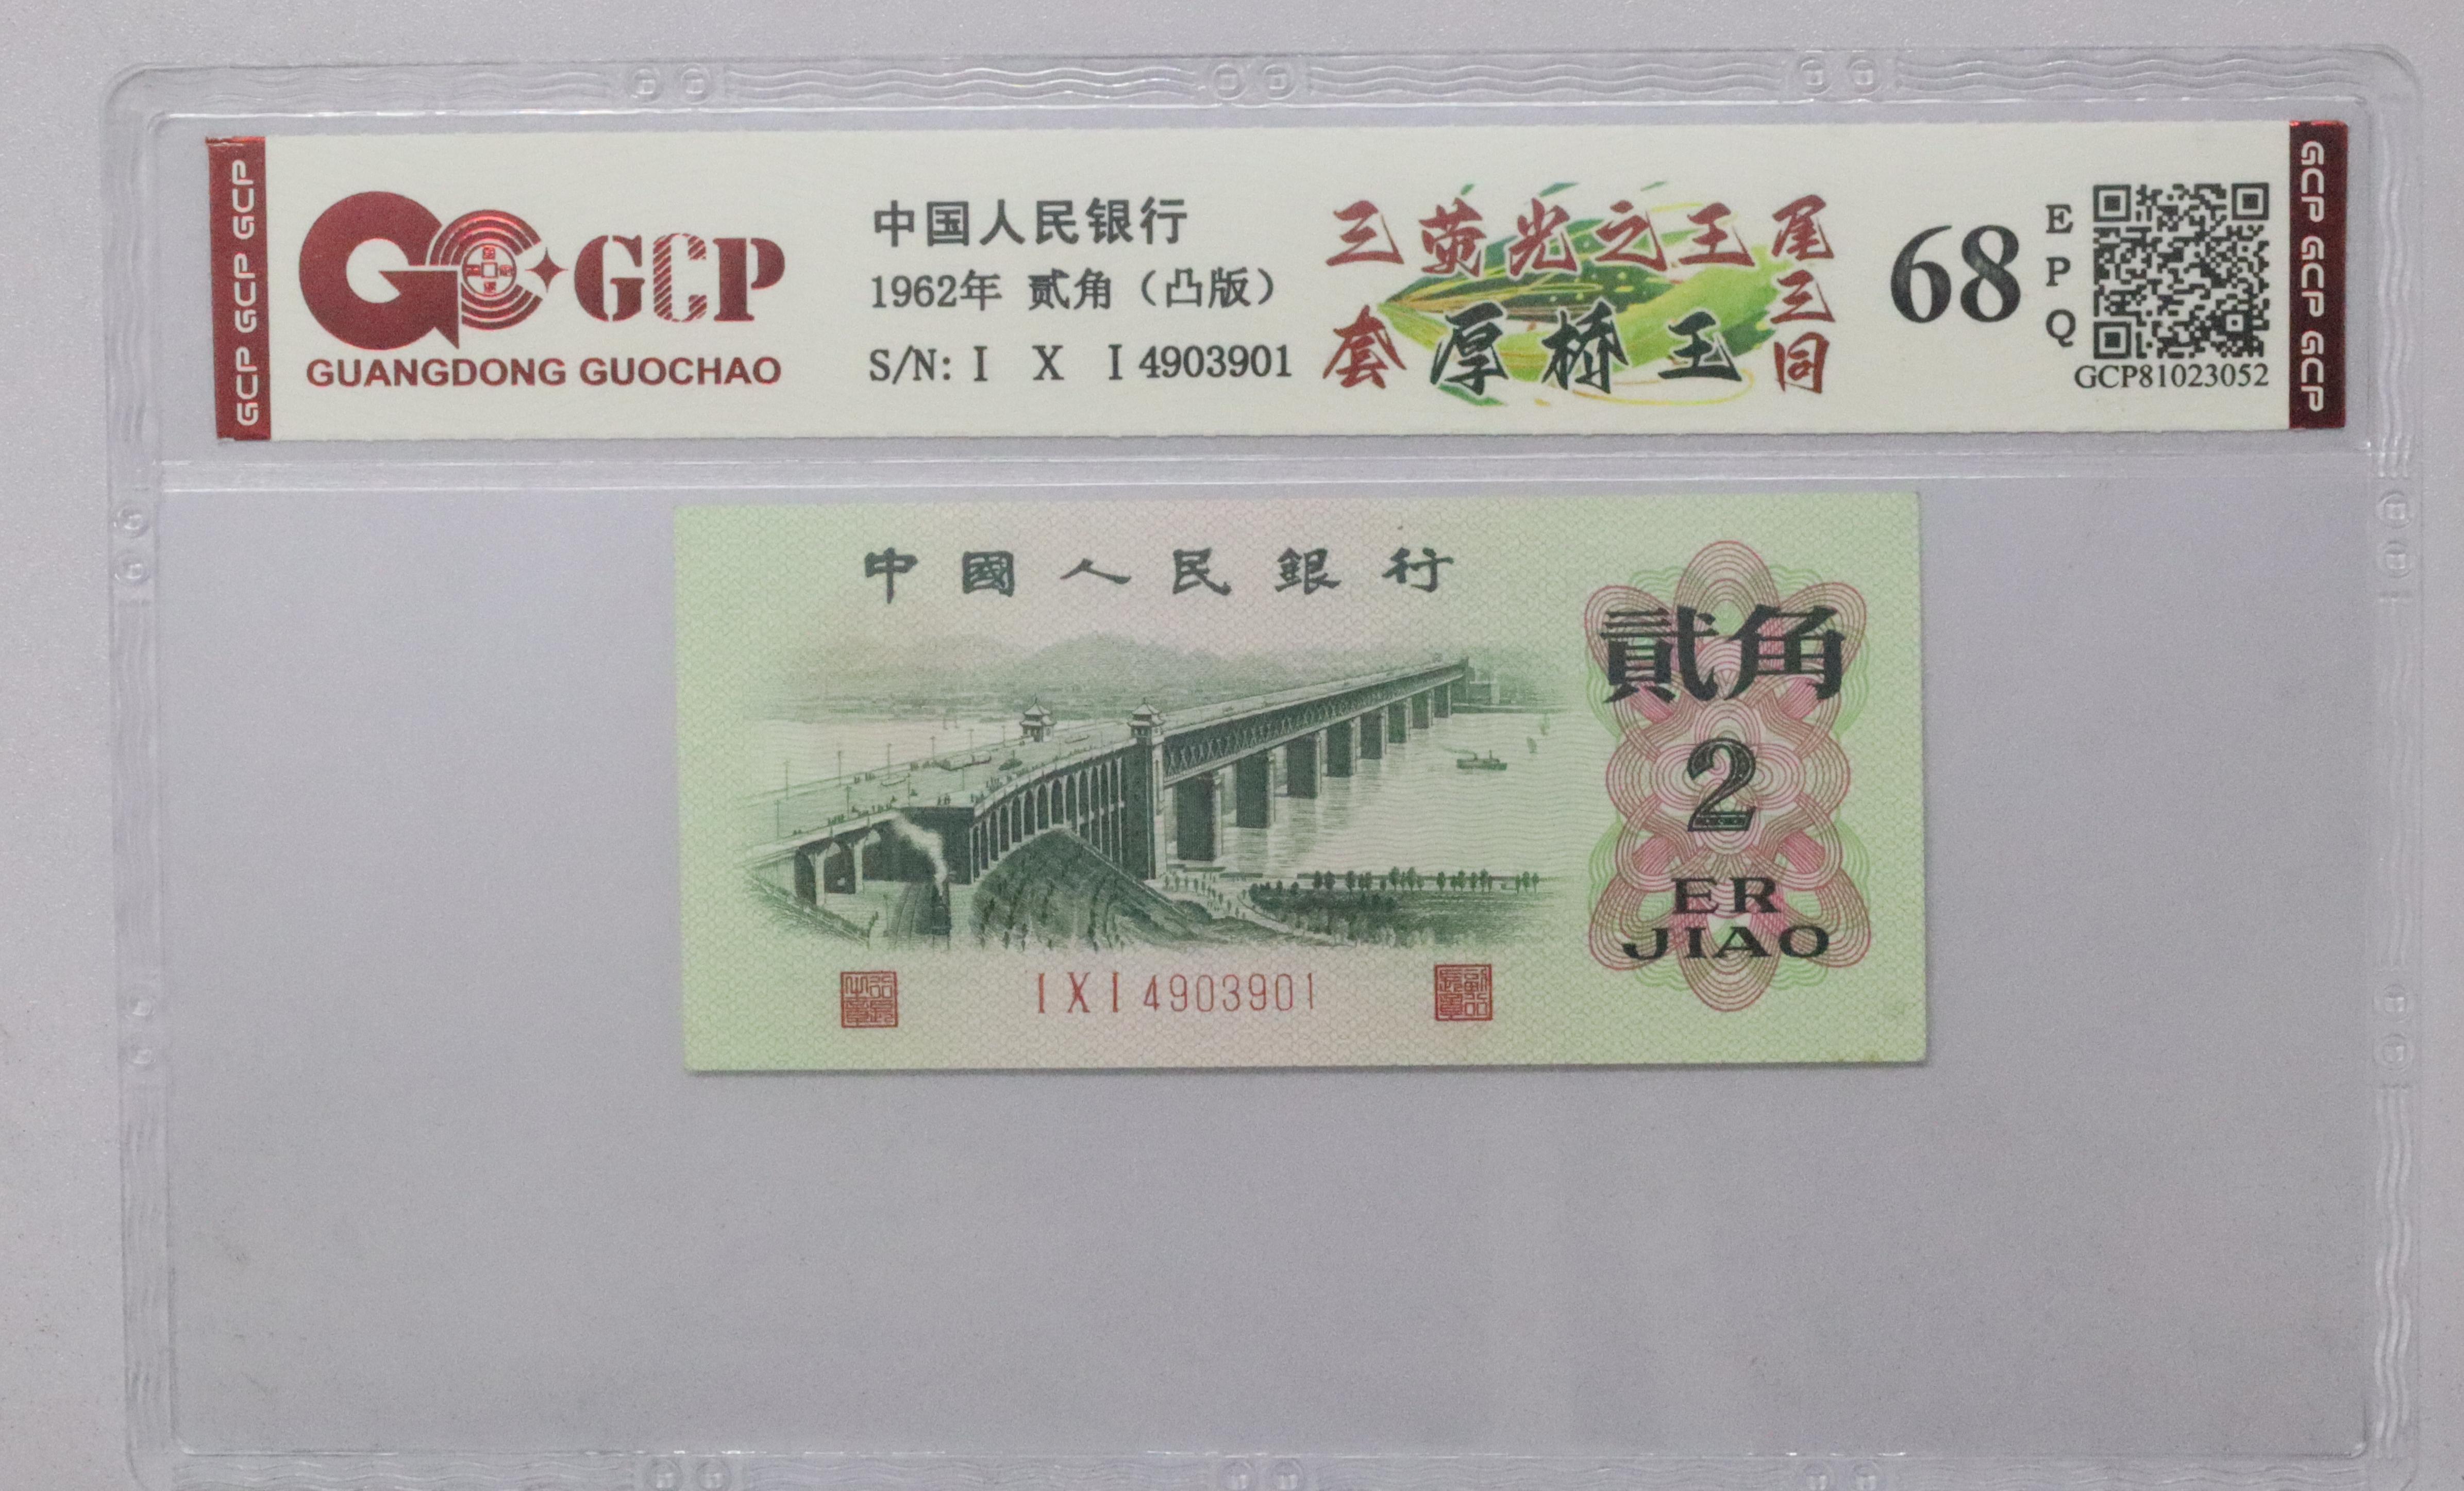 GCP GCP GCP
GCP
GUANGDONG GUOCHAO
中国人民银行
1962年 贰角（凸版）
S/N: I X I 4903901
三荧光之王
套
厚桥王
尾三同
68
EPQ
GCP81023052
GCP GCP GCP
中國人民銀行
貳角
2
ER
JIAO
I X I 4903901